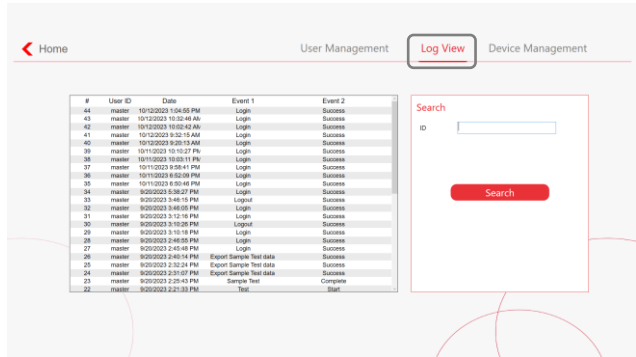 Home
User Management
Log View
Device Management
# User ID Date Event 1 Event 2
44 master 10/12/2023 1:04:55 PM Login Success
43 master 10/12/2023 10:32:46 AM Login Success
42 master 10/12/2023 10:02:42 AM Login Success
41 master 10/12/2023 9:32:15 AM Login Success
40 master 10/12/2023 9:20:13 AM Login Success
39 master 10/11/2023 10:10:27 PM Login Success
38 master 10/11/2023 10:03:11 PM Login Success
37 master 10/11/2023 9:58:41 PM Login Success
36 master 10/11/2023 6:52:09 PM Login Success
35 master 10/11/2023 6:50:46 PM Login Success
34 master 9/20/2023 5:38:27 PM Login Success
33 master 9/20/2023 3:46:15 PM Logout Success
32 master 9/20/2023 3:46:05 PM Login Success
31 master 9/20/2023 3:12:16 PM Login Success
30 master 9/20/2023 3:10:26 PM Logout Success
29 master 9/20/2023 3:10:18 PM Login Success
28 master 9/20/2023 2:46:55 PM Login Success
27 master 9/20/2023 2:45:48 PM Login Success
26 master 9/20/2023 2:40:14 PM Export Sample Test data Success
25 master 9/20/2023 2:32:24 PM Export Sample Test data Success
24 master 9/20/2023 2:31:07 PM Export Sample Test data Success
23 master 9/20/2023 2:25:43 PM Sample Test Complete
22 master 9/20/2023 2:21:33 PM Test Start
Search
ID
Search